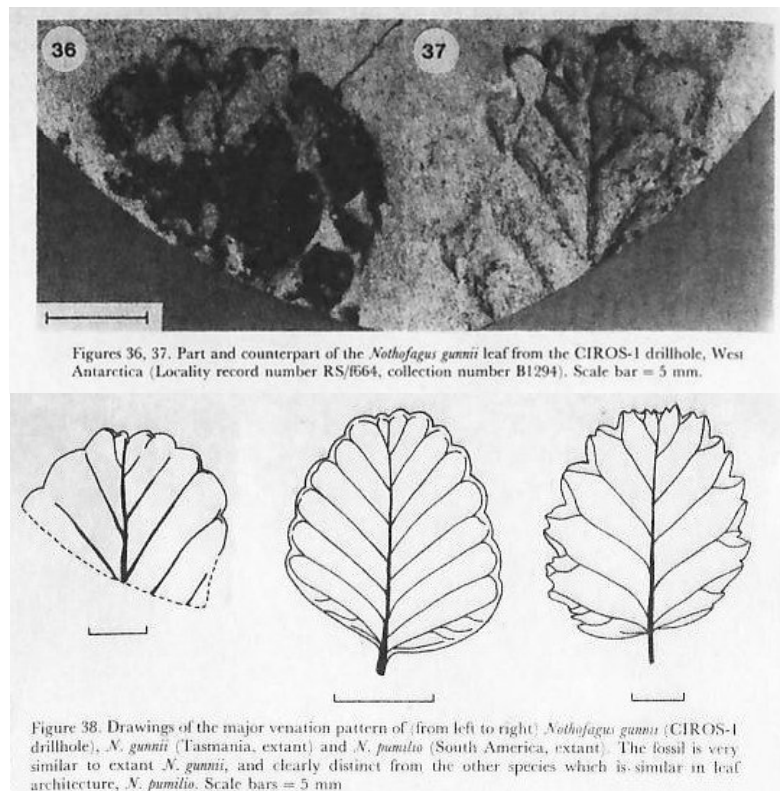 36
37
Figures 36, 37. Part and counterpart of the Nothofagus gunnii leaf from the CIROS-1 drillhole, West
Antarctica (Locality record number RS/f664, collection number B1294). Scale bar = 5 mm.
Figure 38. Drawings of the major venation pattern of (from left to right) Nothofagus gunnii (CIROS-1
drillhole), N. gunnii (Tasmania, extant) and N. pumilio (South America, extant). The fossil is very
similar to extant N. gunnii, and clearly distinct from the other species which is similar in leaf
architecture, N. pumilio. Scale bars = 5 mm